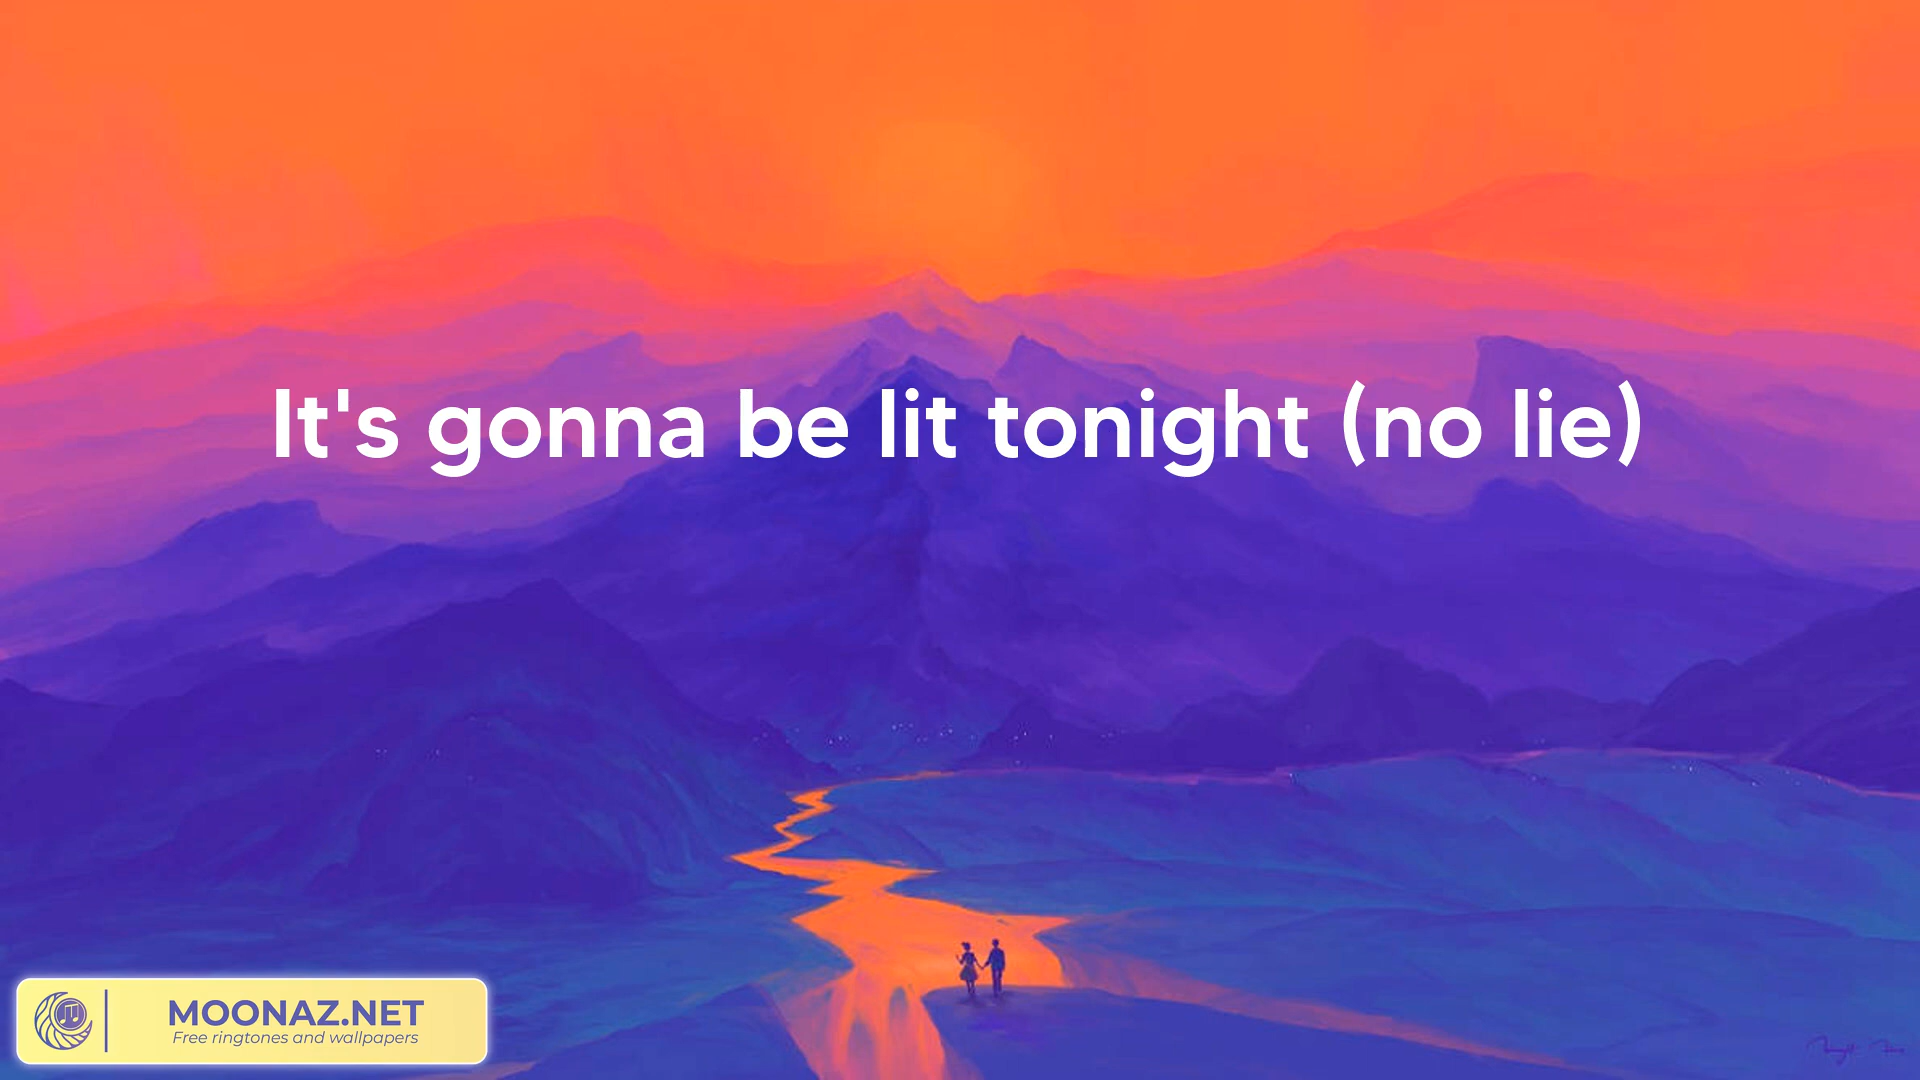 It's gonna be lit tonight (no lie)
MOONAZ.NET
Free ringtones and wallpapers